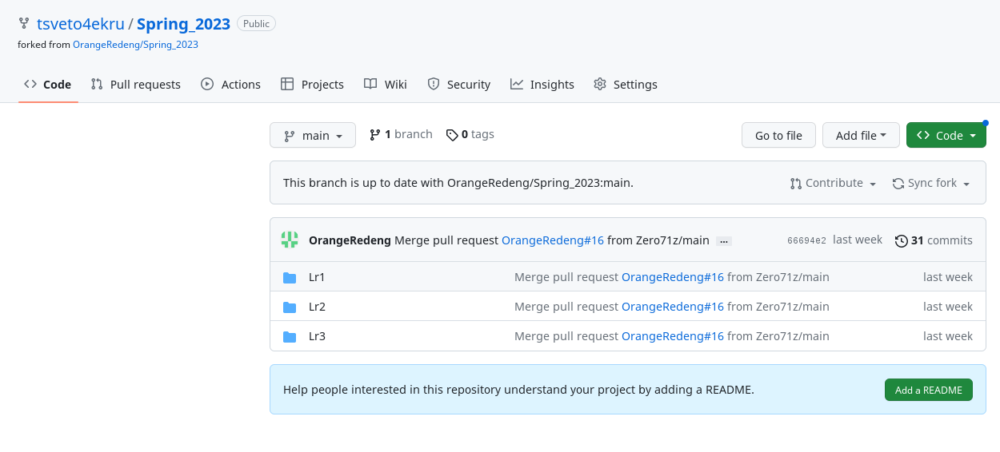 tsveto4ekru / Spring_2023 Public
forked from OrangeRedeng/Spring_2023
Code Pull requests Actions Projects Wiki Security Insights Settings
main 1 branch 0 tags Go to file Add file Code
This branch is up to date with OrangeRedeng/Spring_2023:main. Contribute Sync fork
OrangeRedeng Merge pull request OrangeRedeng#16 from Zero71z/main ... 66694e2 last week 31 commits
Lr1 Merge pull request OrangeRedeng#16 from Zero71z/main last week
Lr2 Merge pull request OrangeRedeng#16 from Zero71z/main last week
Lr3 Merge pull request OrangeRedeng#16 from Zero71z/main last week
Help people interested in this repository understand your project by adding a README. Add a README